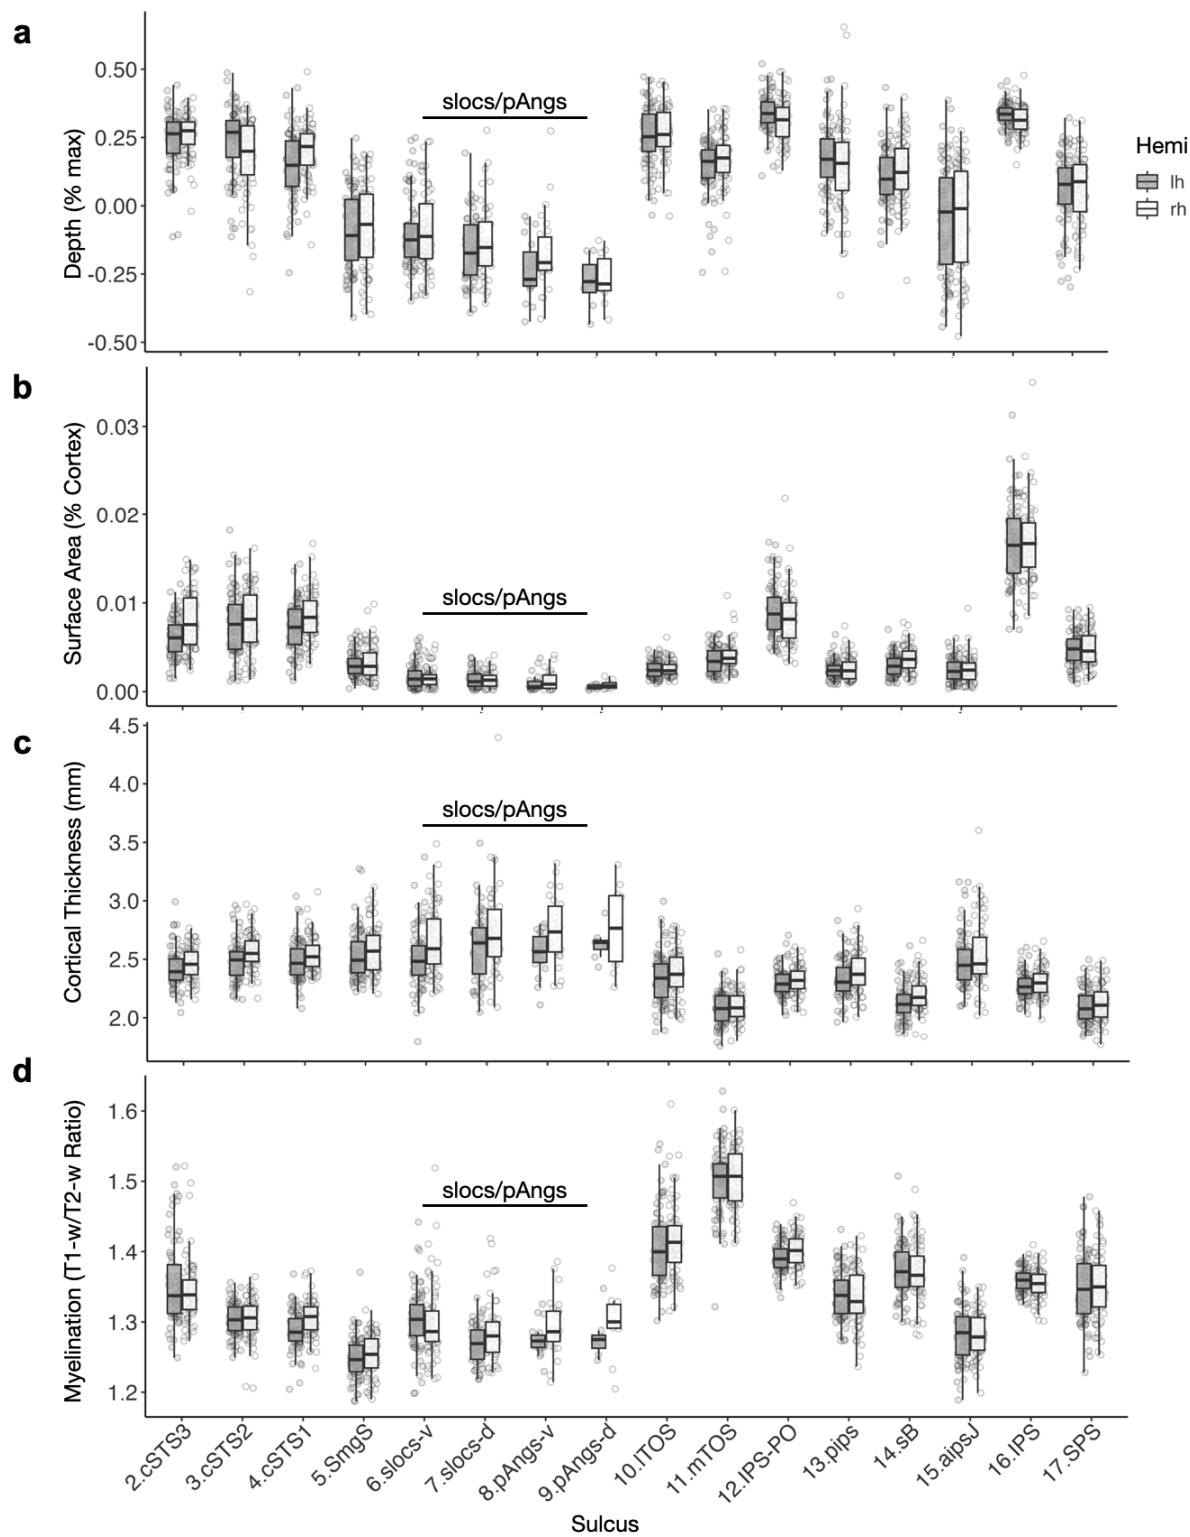 a
Depth (% max)
0.50
0.25
0.00
-0.25
-0.50
slocs/pAngs
Hemi
lh
rh
b
Surface Area (% Cortex)
0.03
0.02
0.01
0.00
slocs/pAngs
c
Cortical Thickness (mm)
4.5
4.0
3.5
3.0
2.5
2.0
slocs/pAngs
d
Myelination (T1-w/T2-w Ratio)
1.6
1.5
1.4
1.3
1.2
slocs/pAngs
2.cSTS3
3.cSTS2
4.cSTS1
5.SmgS
6.slocs-v
7.slocs-d
8.pAngs-v
9.pAngs-d
10.lTOS
11.mTOS
12.IPS-PO
13.pips
14.sB
15.aipsJ
16.IPS
17.SPS
Sulcus